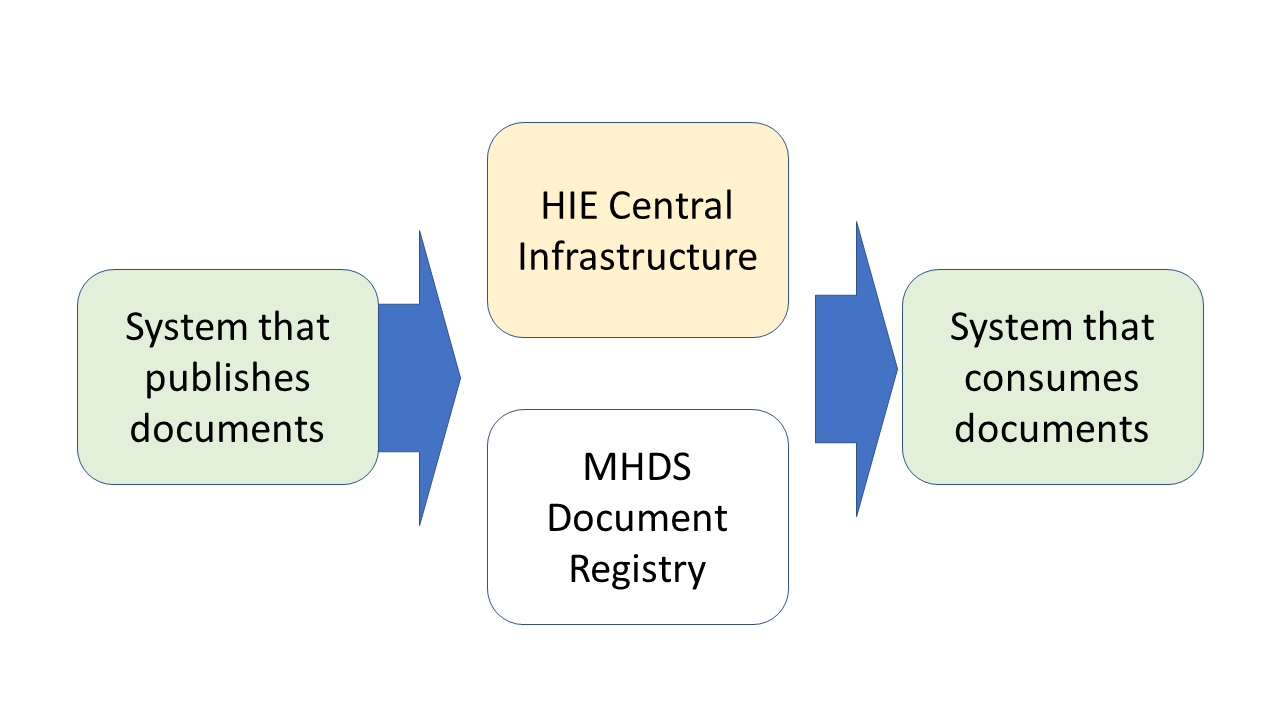 System that
publishes
documents
HIE Central
Infrastructure
MHDS
Document
Registry
System that
consumes
documents